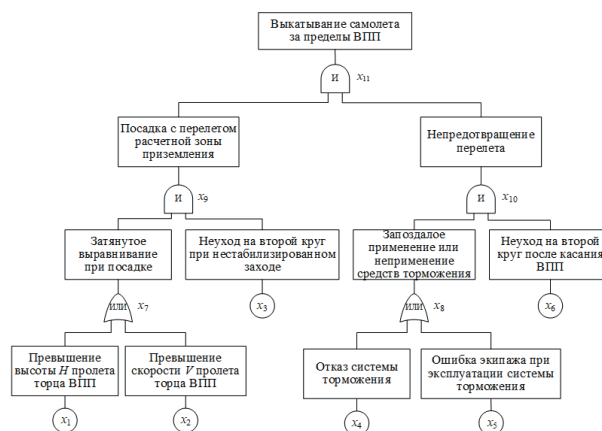 Выкатывание самолета
за пределы ВПП
И
x11
Посадка с перелетом
расчетной зоны
приземления
Непредотвращение
перелета
И
x9
И
x10
Затянутое
выравнивание
при посадке
Неуход на второй круг
при нестабилизированном
заходе
Запоздалое
применение или
неприменение
средств торможения
Неуход на второй
круг после касания
ВПП
ИЛИ
x7
x3
ИЛИ
x8
x6
Превышение
высоты H пролета
торца ВПП
Превышение
скорости V пролета
торца ВПП
Отказ системы
торможения
Ошибка экипажа при
эксплуатации системы
торможения
x1
x2
x4
x5